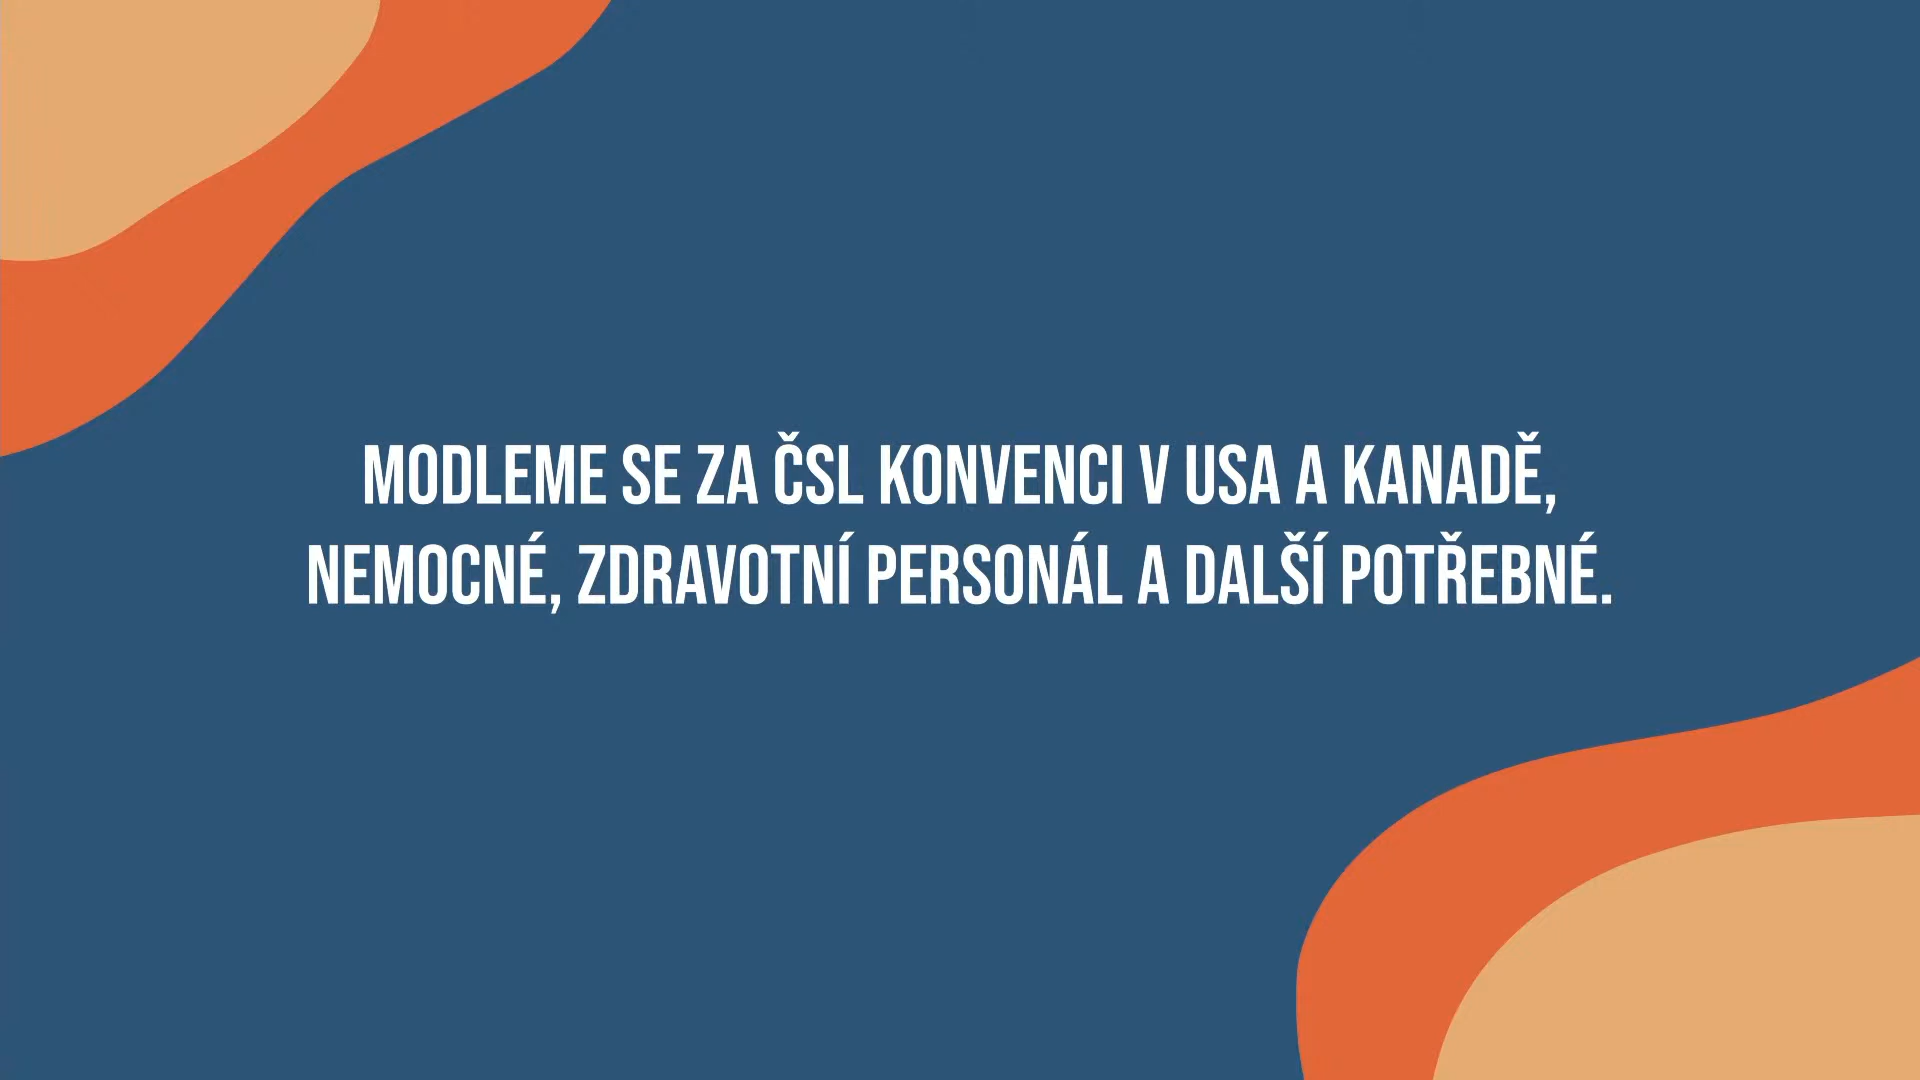 MODLEME SE ZA ČSL KONVENCI V USA A KANADĚ,
NEMOCNÉ, ZDRAVOTNÍ PERSONÁL A DALŠÍ POTŘEBNÉ.